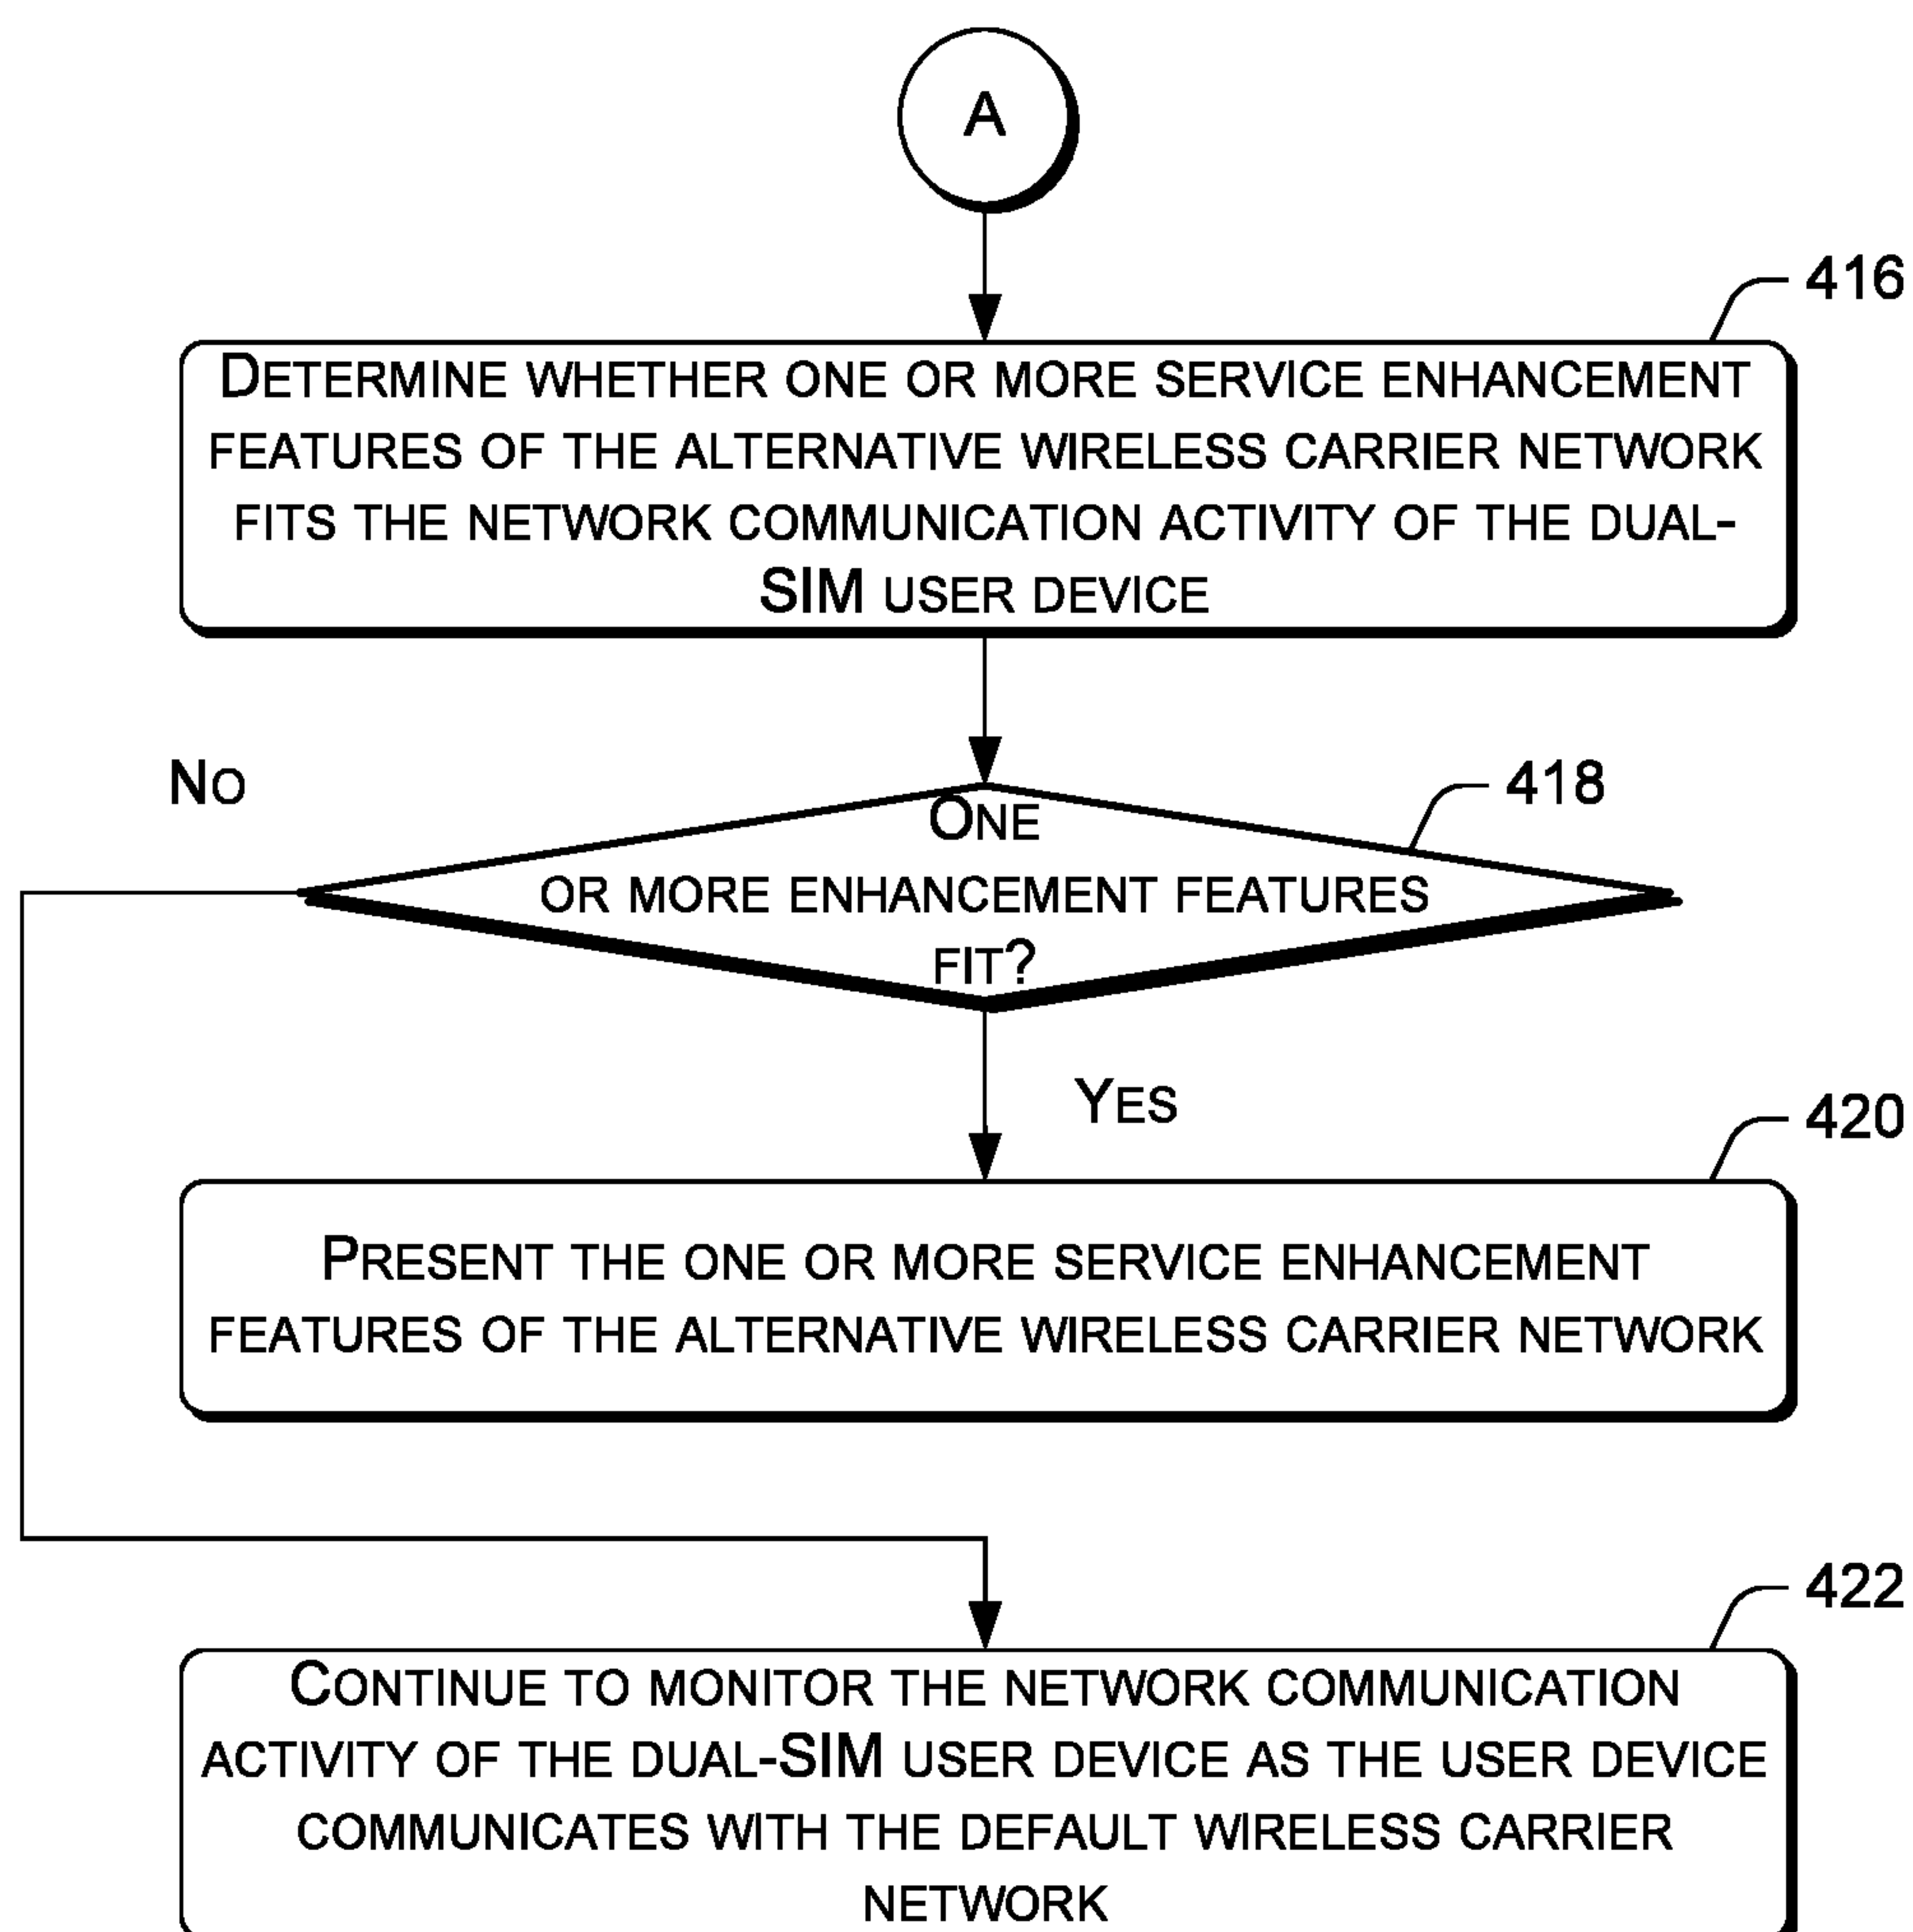 A
416
DETERMINE WHETHER ONE OR MORE SERVICE ENHANCEMENT
FEATURES OF THE ALTERNATIVE WIRELESS CARRIER NETWORK
FITS THE NETWORK COMMUNICATION ACTIVITY OF THE DUAL-
SIM USER DEVICE
NO
418
ONE
OR MORE ENHANCEMENT FEATURES
FIT?
YES
420
PRESENT THE ONE OR MORE SERVICE ENHANCEMENT
FEATURES OF THE ALTERNATIVE WIRELESS CARRIER NETWORK
422
CONTINUE TO MONITOR THE NETWORK COMMUNICATION
ACTIVITY OF THE DUAL-SIM USER DEVICE AS THE USER DEVICE
COMMUNICATES WITH THE DEFAULT WIRELESS CARRIER
NETWORK